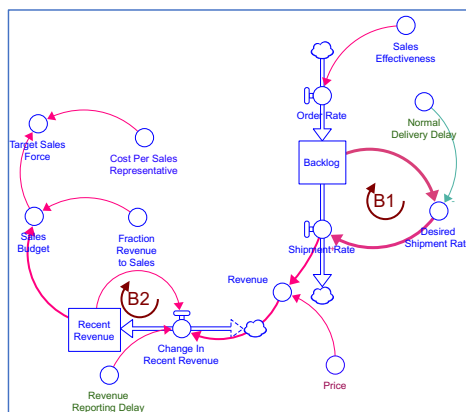 Sales
Effectiveness
Order Rate
Normal
Delivery Delay
Target Sales
Force
Cost Per Sales
Representative
Backlog
B1
Sales
Budget
Fraction
Revenue
to Sales
Shipment Rate
Desired
Shipment Rate
Revenue
B2
Recent
Revenue
Change In
Recent Revenue
Revenue
Reporting Delay
Price